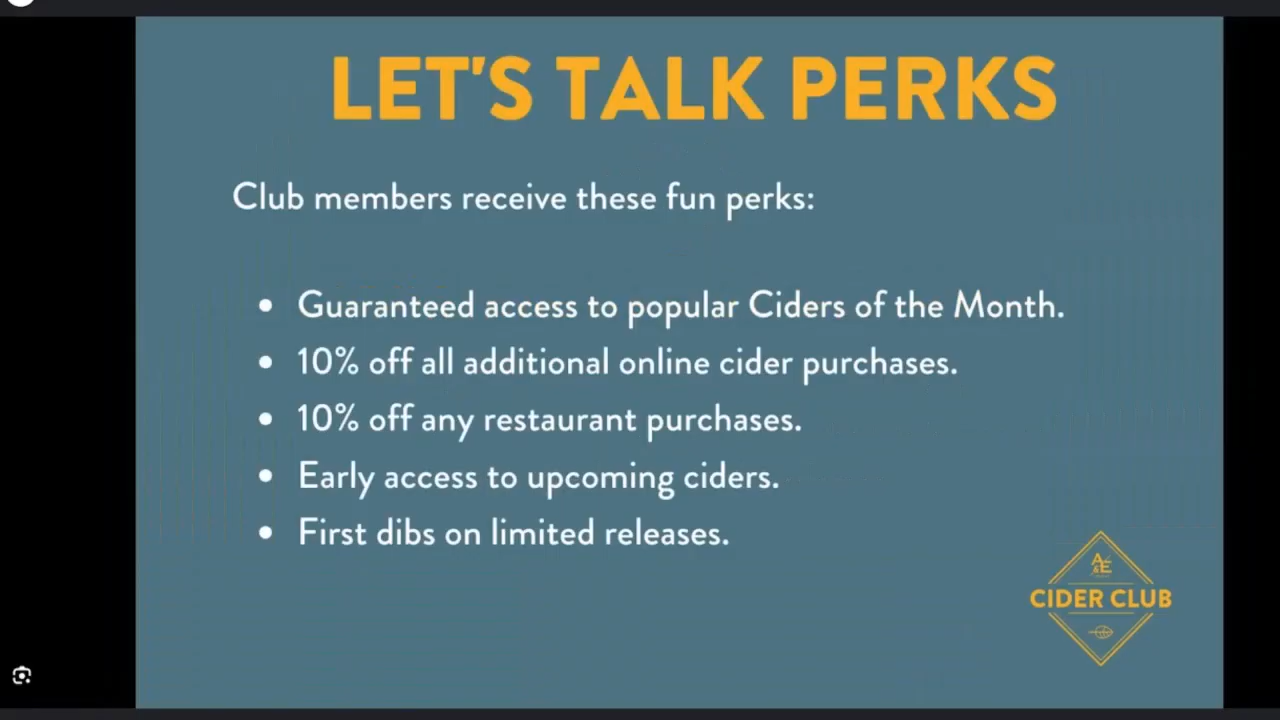 LET'S TALK PERKS
Club members receive these fun perks:
• Guaranteed access to popular Ciders of the Month.
• 10% off all additional online cider purchases.
• 10% off any restaurant purchases.
• Early access to upcoming ciders.
• First dibs on limited releases.
A&E
CIDER CLUB